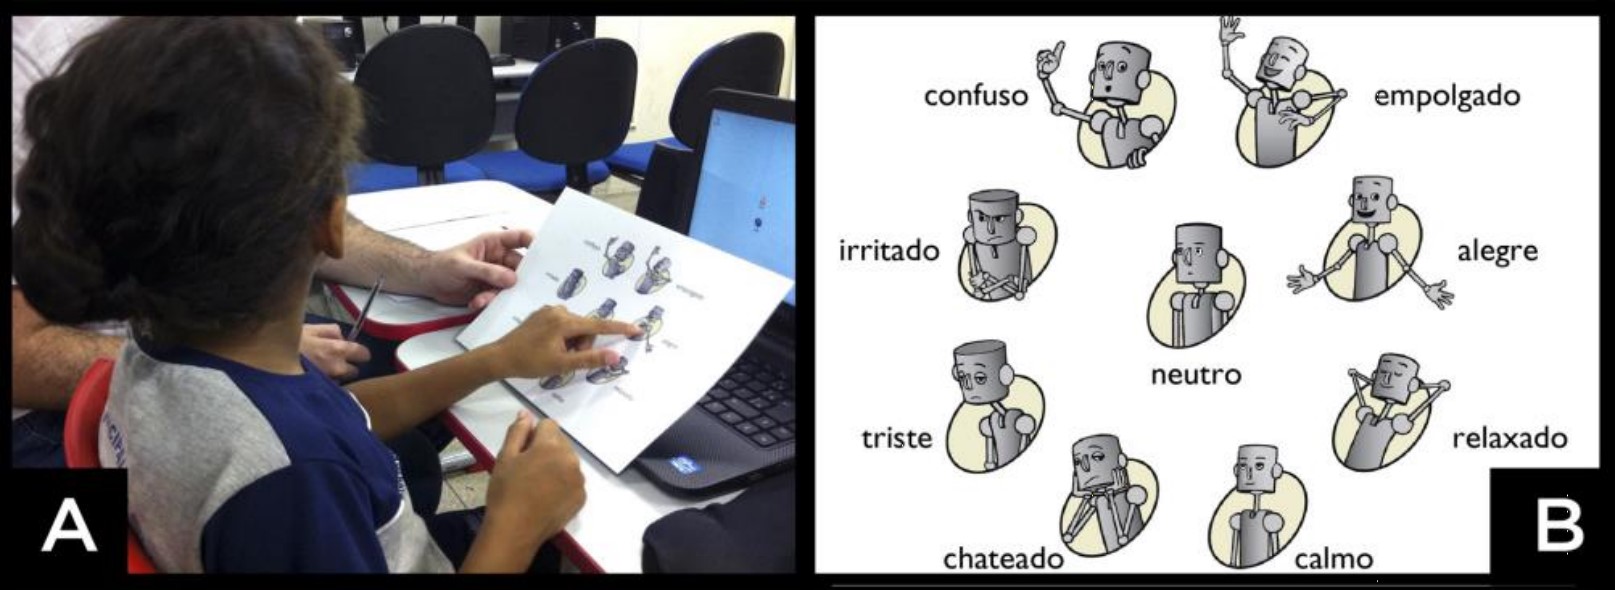 confuso
empolgado
irritado
alegre
neutro
triste
relaxado
chateado
calmo
A
B